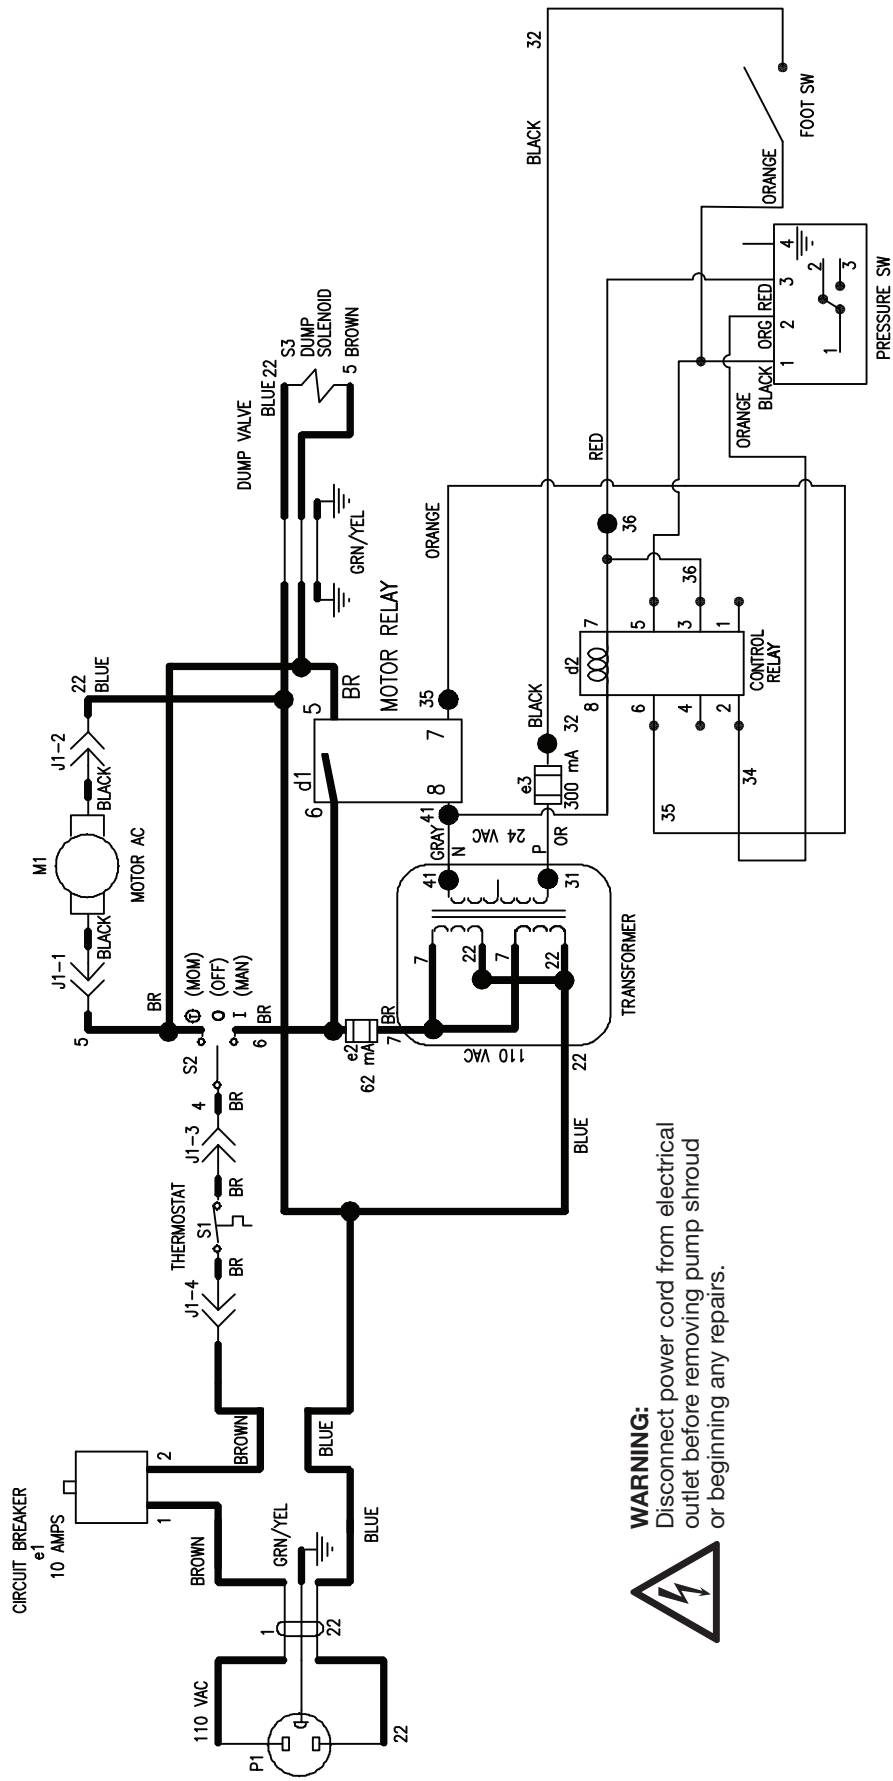 CIRCUIT BREAKER
e1
10 AMPS
1
2
BROWN
BROWN
110 VAC
P1
22
1
22
GRN/YEL
BLUE
BLUE
J1-4
BR
THERMOSTAT
S1
BR
J1-3
4
BR
S2
(MOM)
O (OFF)
I (MAN)
5
BR
6
BR
J1-1
BLACK
M1
MOTOR AC
BLACK
J1-2
22
BLUE
e2
62 mA
7
BR
110 VAC
22
BLUE
7
22
7
22
TRANSFORMER
41
31
GRAY
N
24 VAC
P
OR
41
d1
6
5
BR
8
7
MOTOR RELAY
35
ORANGE
DUMP VALVE
BLUE 22
S3
DUMP
SOLENOID
5 BROWN
GRN/YEL
e3
300 mA
BLACK
32
BLACK
32
d2
8
7
6
5
4
3
2
1
CONTROL
RELAY
35
34
36
36
RED
ORANGE
BLACK
ORG
RED
1
2
3
4
1
2
3
PRESSURE SW
ORANGE
FOOT SW
WARNING:
Disconnect power cord from electrical
outlet before removing pump shroud
or beginning any repairs.